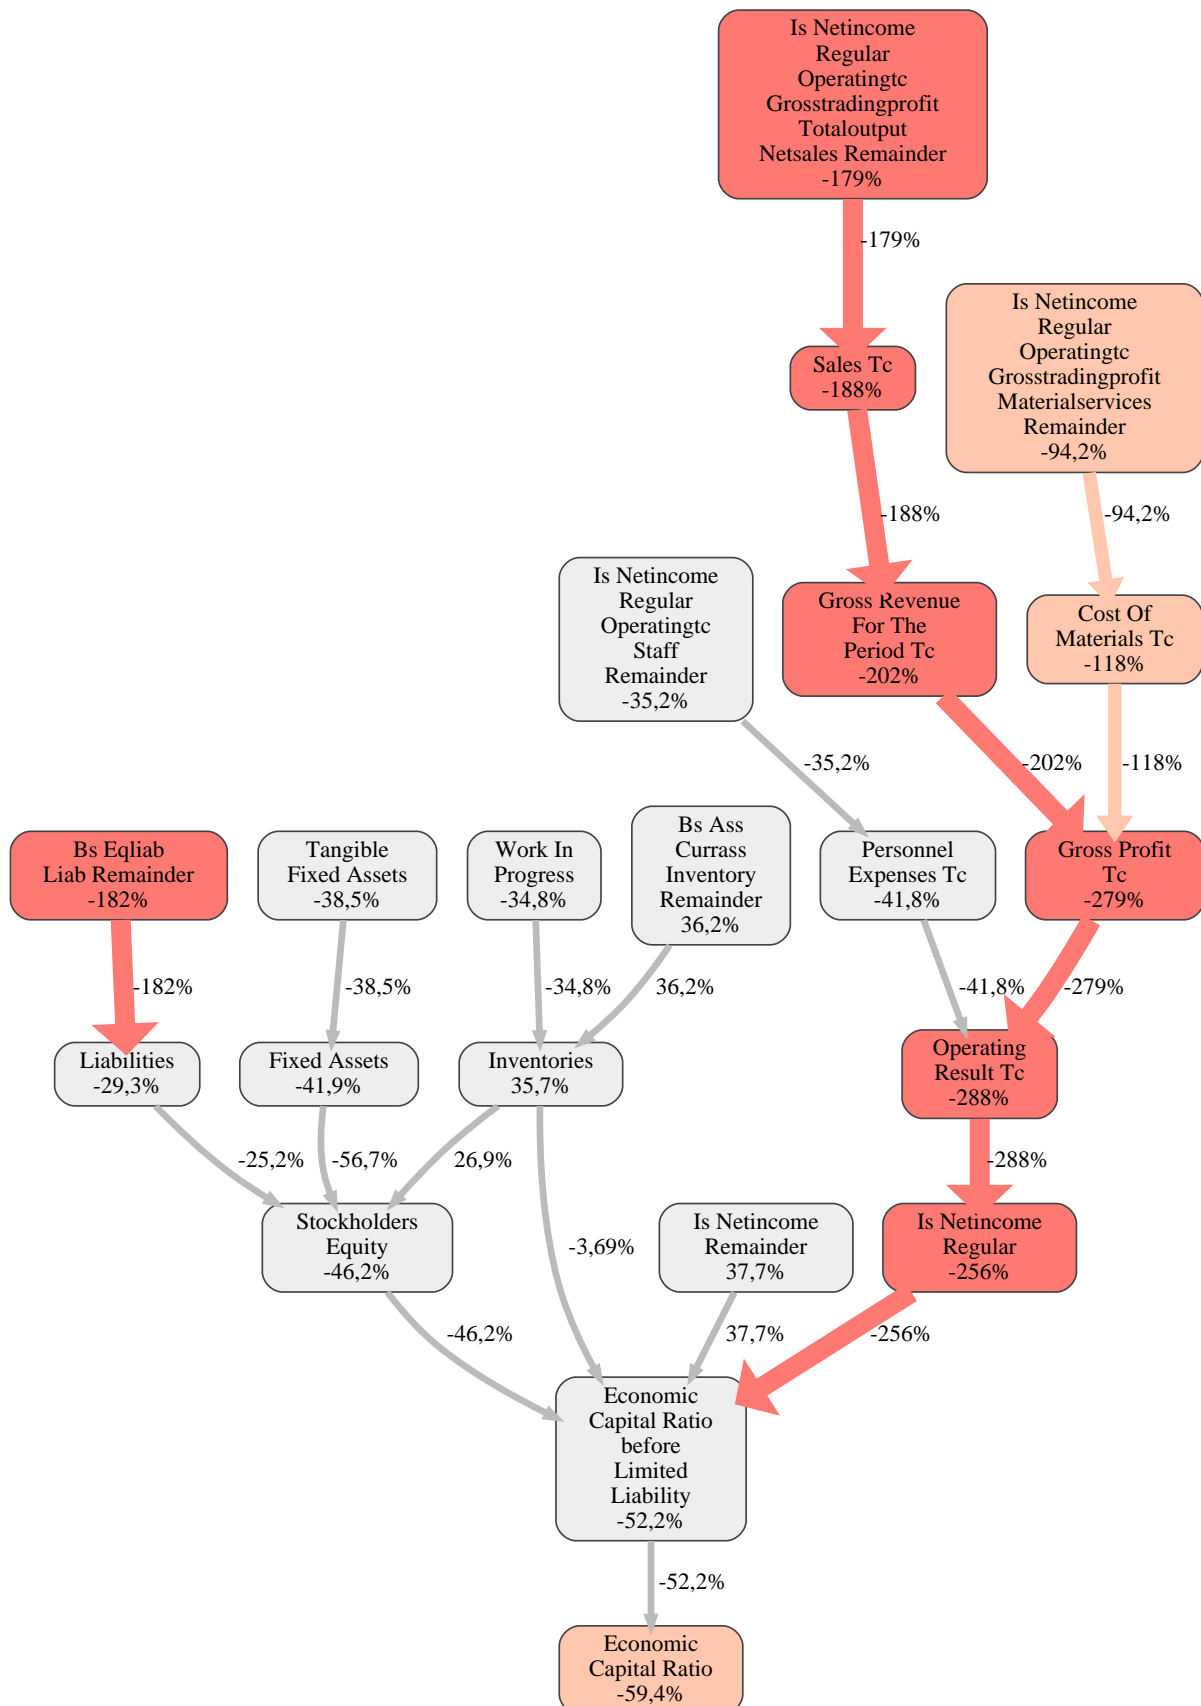 Is Netincome
Regular
Operatingtc
Grosstradingprofit
Totaloutput
Netsales Remainder
-179%
-179%
Is Netincome
Regular
Operatingtc
Grosstradingprofit
Materialservices
Remainder
-94,2%
Sales Tc
-188%
-188%
-94,2%
Is Netincome
Regular
Operatingtc
Staff
Remainder
-35,2%
Gross Revenue
For The
Period Tc
-202%
Cost Of
Materials Tc
-118%
-35,2%
-202%
-118%
Bs Eqliab
Liab Remainder
-182%
Tangible
Fixed Assets
-38,5%
Work In
Progress
-34,8%
Bs Ass
Currass
Inventory
Remainder
36,2%
Personnel
Expenses Tc
-41,8%
Gross Profit
Tc
-279%
-182%
-38,5%
-34,8%
36,2%
-41,8%
-279%
Liabilities
-29,3%
Fixed Assets
-41,9%
Inventories
35,7%
Operating
Result Tc
-288%
-25,2%
-56,7%
26,9%
-288%
Stockholders
Equity
-46,2%
-3,69%
Is Netincome
Remainder
37,7%
Is Netincome
Regular
-256%
-46,2%
37,7%
-256%
Economic
Capital Ratio
before
Limited
Liability
-52,2%
-52,2%
Economic
Capital Ratio
-59,4%